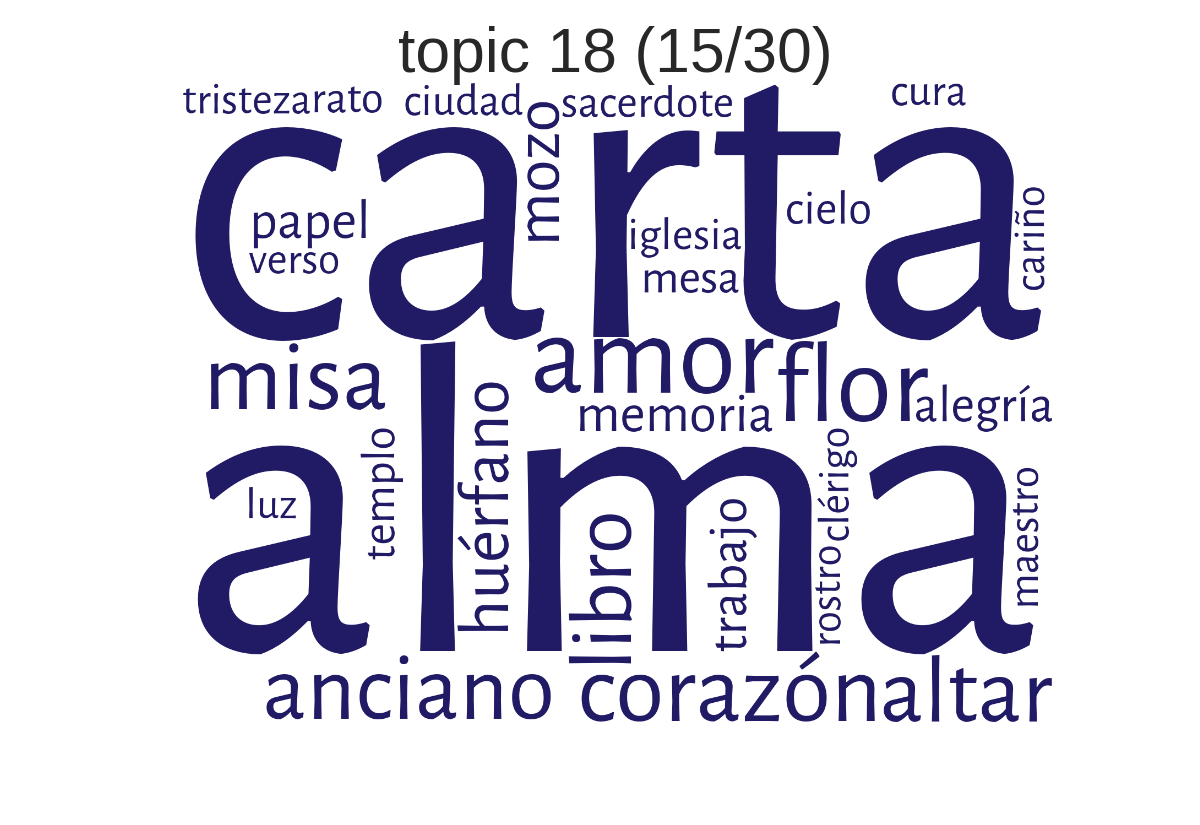 topic 18 (15/30)
tristeza
rato
ciudad
mozo
sacerdote
cura
carta
papel
verso
iglesia
mesa
cielo
cariño
misa
amor
flor
memoria
alegría
alma
luz
templo
huérfano
libro
trabajo
rostro
clérigo
maestro
anciano
corazón
altar